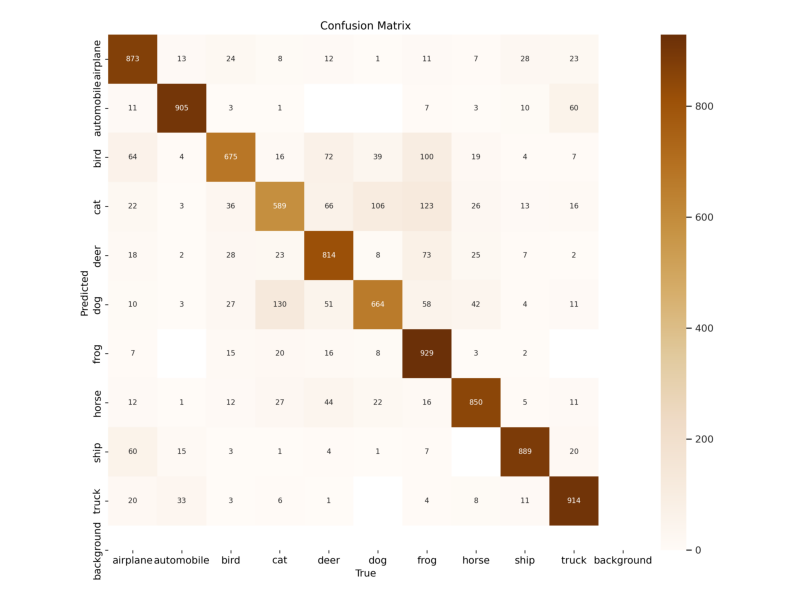 Confusion Matrix
airplane 873 13 24 8 12 1 11 7 28 23
automobile 11 905 3 1 7 3 10 60
800
bird 64 4 675 16 72 39 100 19 4 7
cat 22 3 36 589 66 106 123 26 13 16
600
deer 18 2 28 23 814 8 73 25 7 2
Predicted
dog 10 3 27 130 51 664 58 42 4 11
400
frog 7 15 20 16 8 929 3 2
horse 12 1 12 27 44 22 16 850 5 11
200
ship 60 15 3 1 4 1 7 889 20
truck 20 33 3 6 1 4 8 11 914
background
0
airplane automobile bird cat deer dog frog horse ship truck background
True